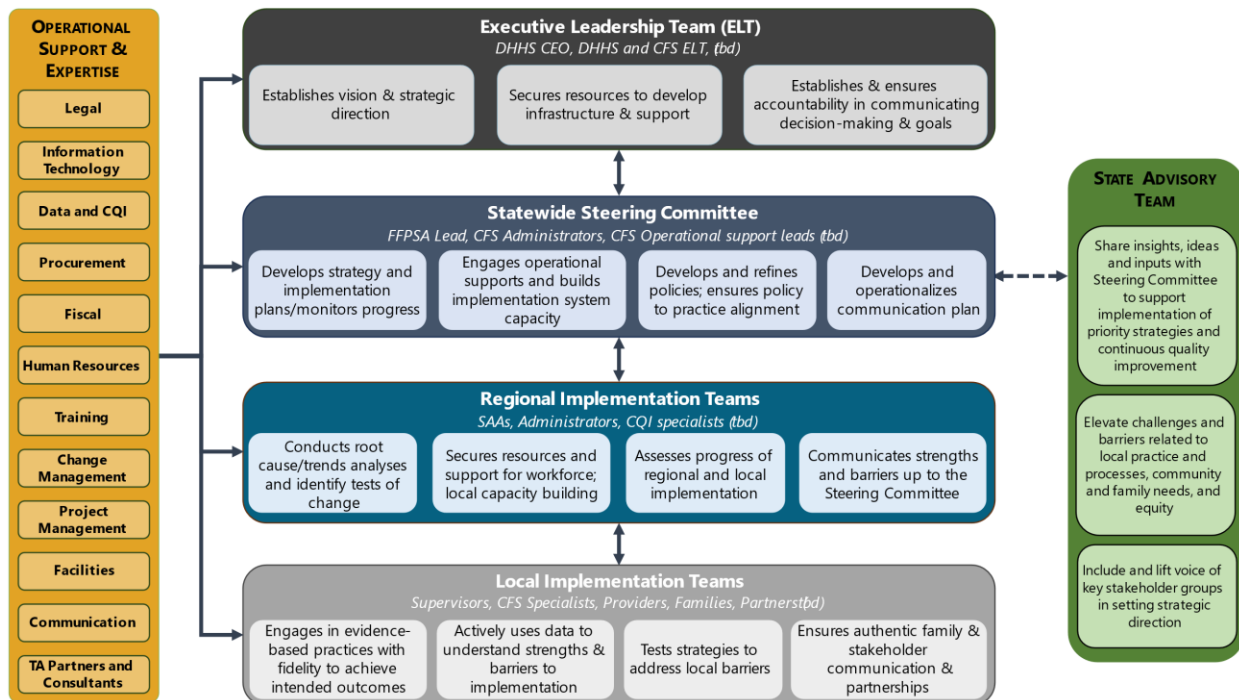 OPERATIONAL
SUPPORT &
EXPERTISE
Legal
Information
Technology
Data and CQI
Procurement
Fiscal
Human Resources
Training
Change
Management
Project
Management
Facilities
Communication
TA Partners and
Consultants
Executive Leadership Team (ELT)
DHHS CEO, DHHS and CFS ELT, (tbd)
Establishes vision & strategic
direction
Secures resources to develop
infrastructure & support
Establishes & ensures
accountability in communicating
decision-making & goals
Statewide Steering Committee
FFPSA Lead, CFS Administrators, CFS Operational support leads (tbd)
Develops strategy and
implementation
plans/monitors progress
Engages operational
supports and builds
implementation system
capacity
Develops and refines
policies; ensures policy
to practice alignment
Develops and
operationalizes
communication plan
Regional Implementation Teams
SAAs, Administrators, CQI specialists (tbd)
Conducts root
cause/trends analyses
and identify tests of
change
Secures resources and
support for workforce;
local capacity building
Assesses progress of
regional and local
implementation
Communicates strengths
and barriers up to the
Steering Committee
Local Implementation Teams
Supervisors, CFS Specialists, Providers, Families, Partners(tbd)
Engages in evidence-
based practices with
fidelity to achieve
intended outcomes
Actively uses data to
understand strengths &
barriers to
implementation
Tests strategies to
address local barriers
Ensures authentic family &
stakeholder
communication &
partnerships
STATE ADVISORY
TEAM
Share insights, ideas
and inputs with
Steering Committee
to support
implementation of
priority strategies and
continuous quality
improvement
Elevate challenges and
barriers related to
local practice and
processes, community
and family needs, and
equity
Include and lift voice of
key stakeholder groups
in setting strategic
direction